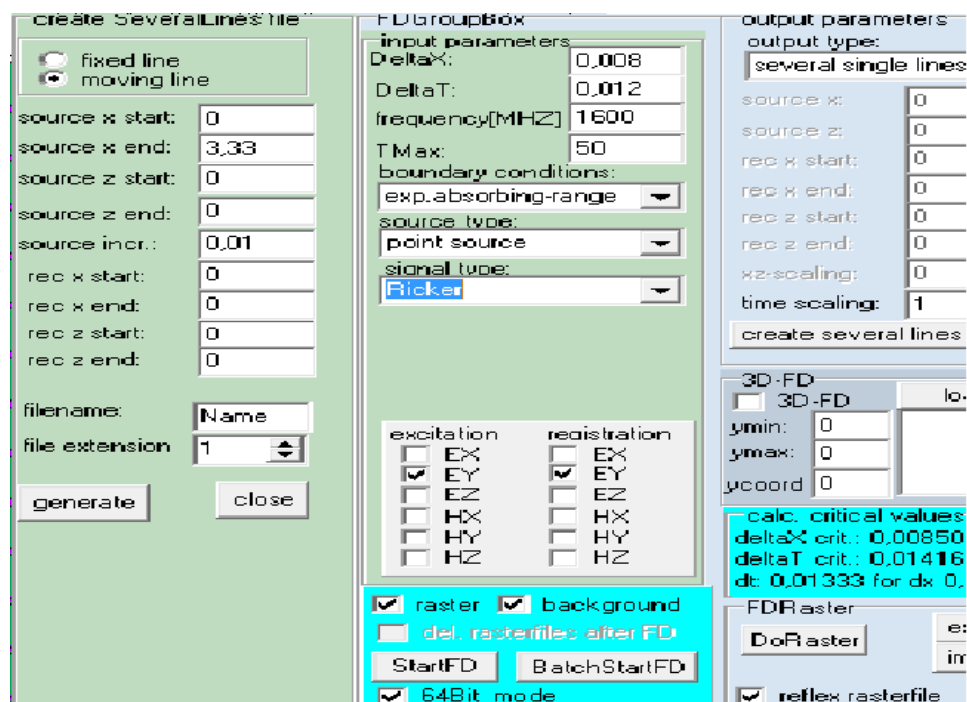 create SeveralLines file
fixed line
moving line
source x start: 0
source x end: 3,33
source z start: 0
source z end: 0
source incr.: 0,01
rec x start: 0
rec x end: 0
rec z start: 0
rec z end: 0
filename: Name
file extension 1
generate close
FDGroupBox
input parameters
DeltaX: 0,008
DeltaT: 0,012
frequency[MHZ] 1600
TMax: 50
boundary conditions:
exp.absorbing-range
source type:
point source
signal type:
Ricker
excitation registration
EX EX
EY EY
EZ EZ
HX HX
HY HY
HZ HZ
raster background
del. rasterfiles after FD
StartFD BatchStartFD
64Bit mode
output parameters
output type:
several single lines
source x: 0
source z: 0
rec x start: 0
rec x end: 0
rec z start: 0
rec z end: 0
xz-scaling: 0
time scaling: 1
create several lines
3D-FD
3D-FD
ymin: 0
ymax: 0
ycoord 0
calc. critical values
deltaX crit.: 0,00850
deltaT crit.: 0,01416
dt: 0,01333 for dx 0,
FDRaster
DoRaster
reflex rasterfile